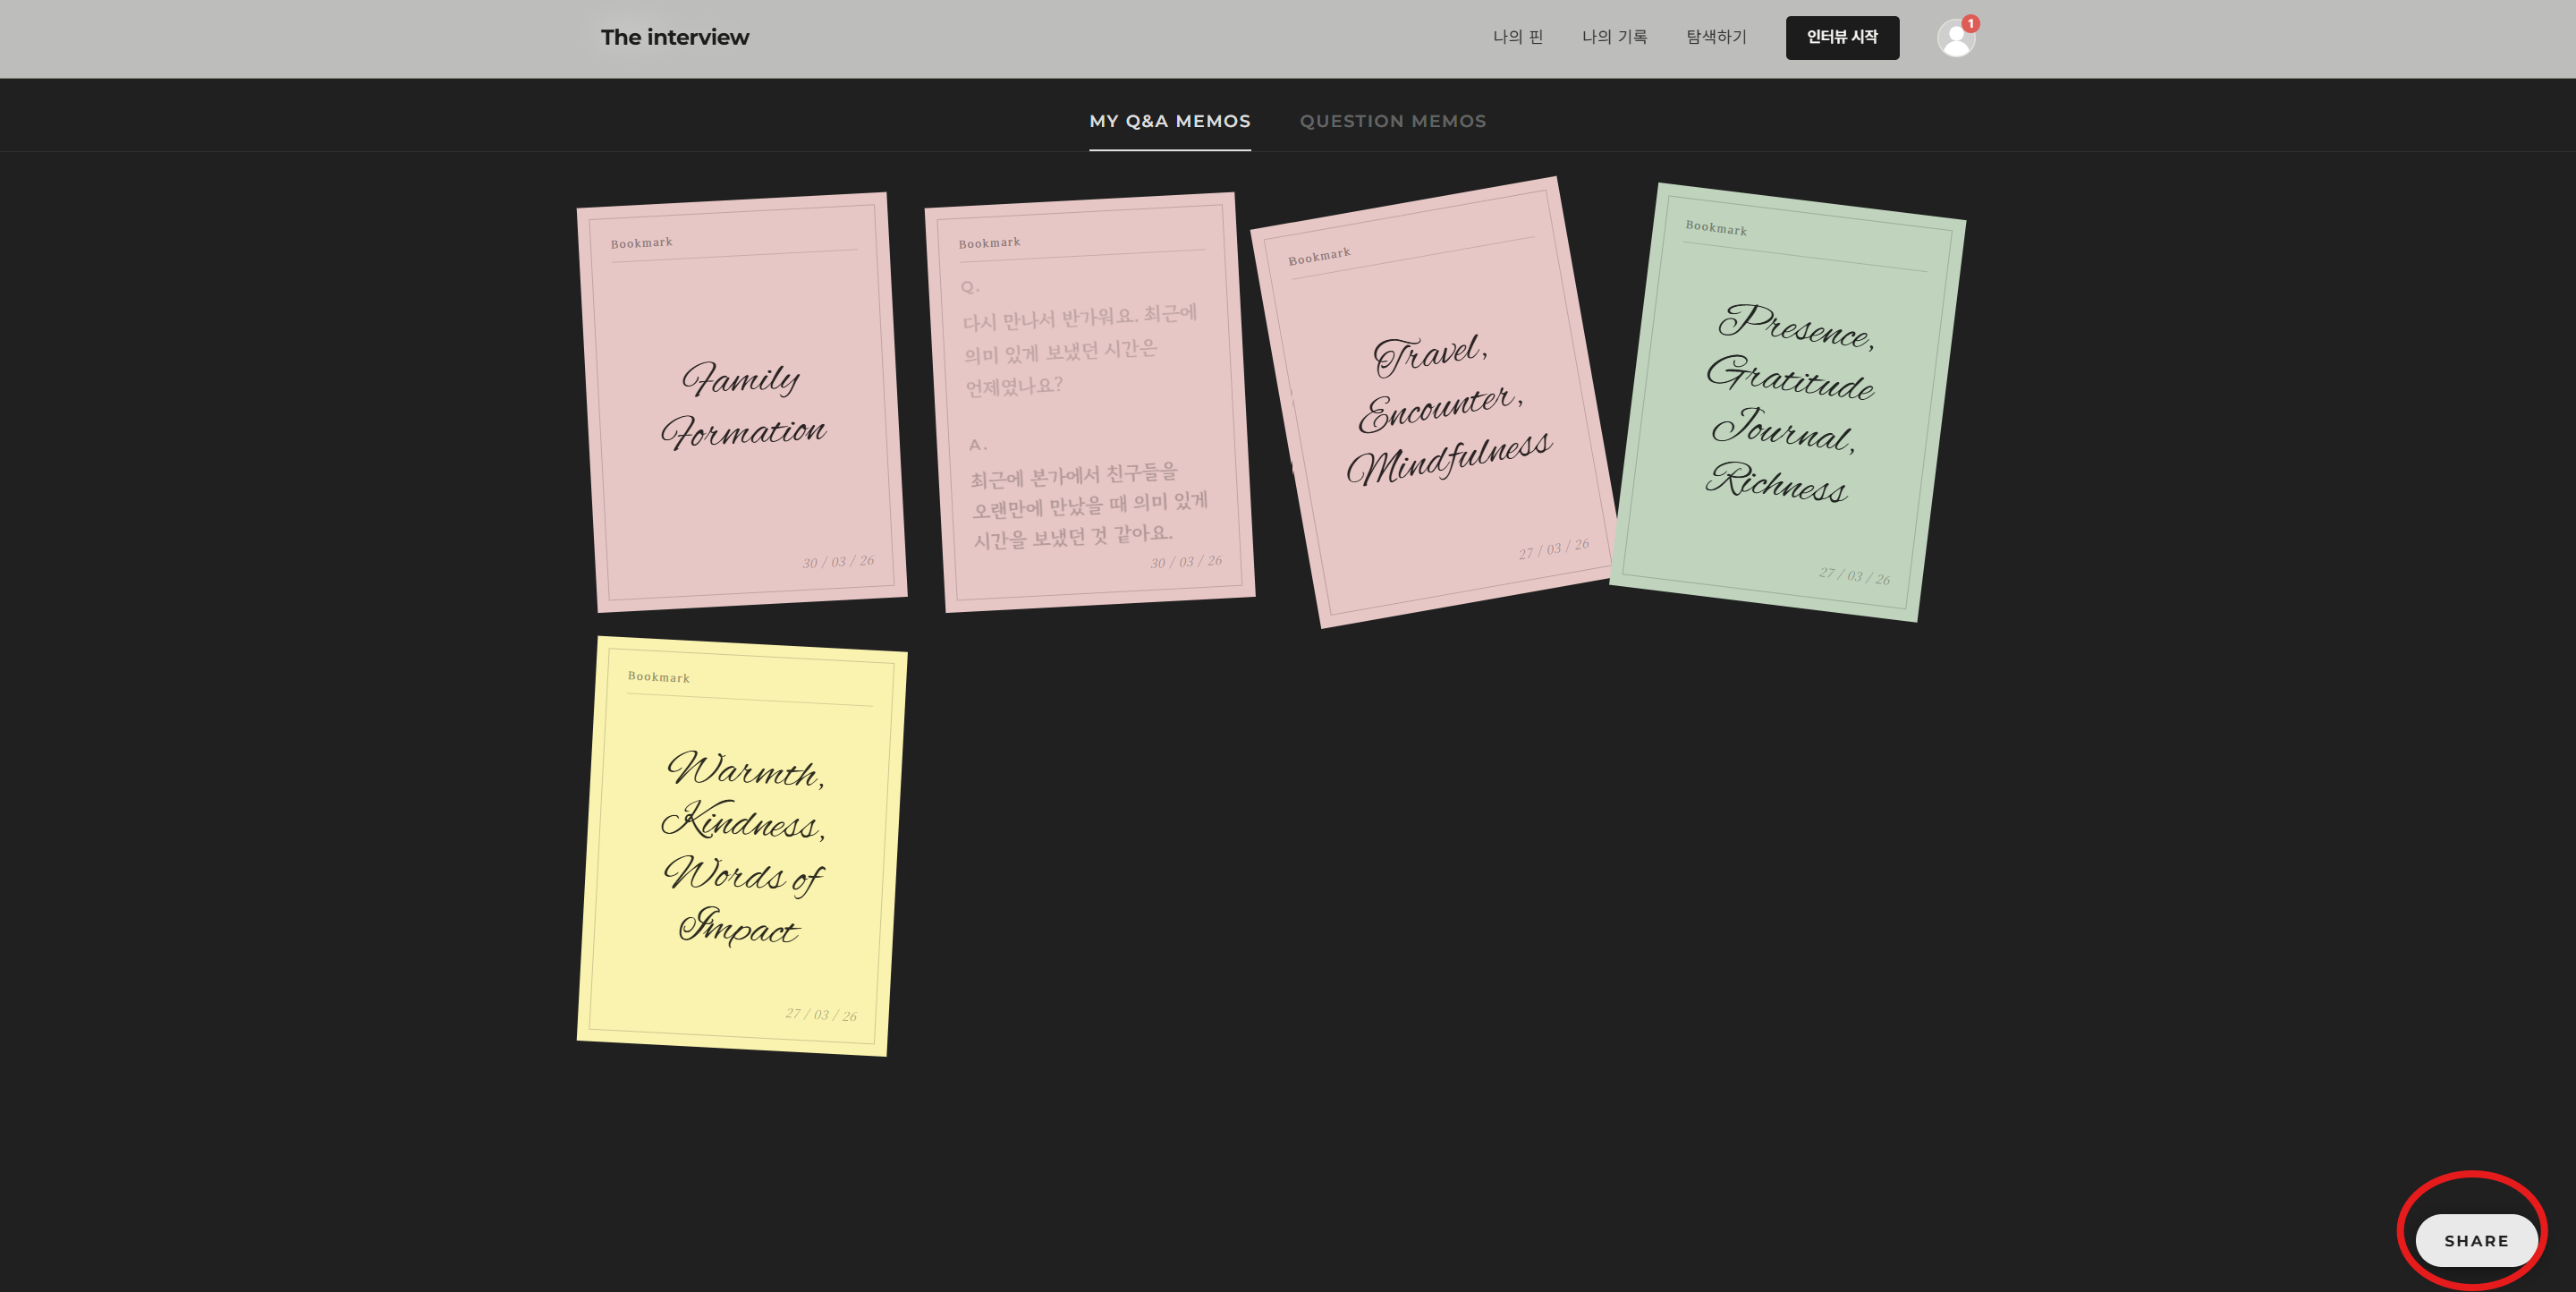 The interview
나의 핀
나의 기록
탐색하기
인터뷰 시작
1
MY Q&A MEMOS
QUESTION MEMOS
Bookmark
Family
Formation
30 / 03 / 26
Bookmark
Q.
다시 만나서 반가워요. 최근에
의미 있게 보냈던 시간은
언제였나요?
A.
최근에 본가에서 친구들을
오랜만에 만났을 때 의미 있게
시간을 보냈던 것 같아요.
30 / 03 / 26
Bookmark
Travel,
Encounter,
Mindfulness
27 / 03 / 26
Bookmark
Presence,
Gratitude
Journal,
Richness
27 / 03 / 26
Bookmark
Warmth,
Kindness,
Words of
Impact
27 / 03 / 26
SHARE